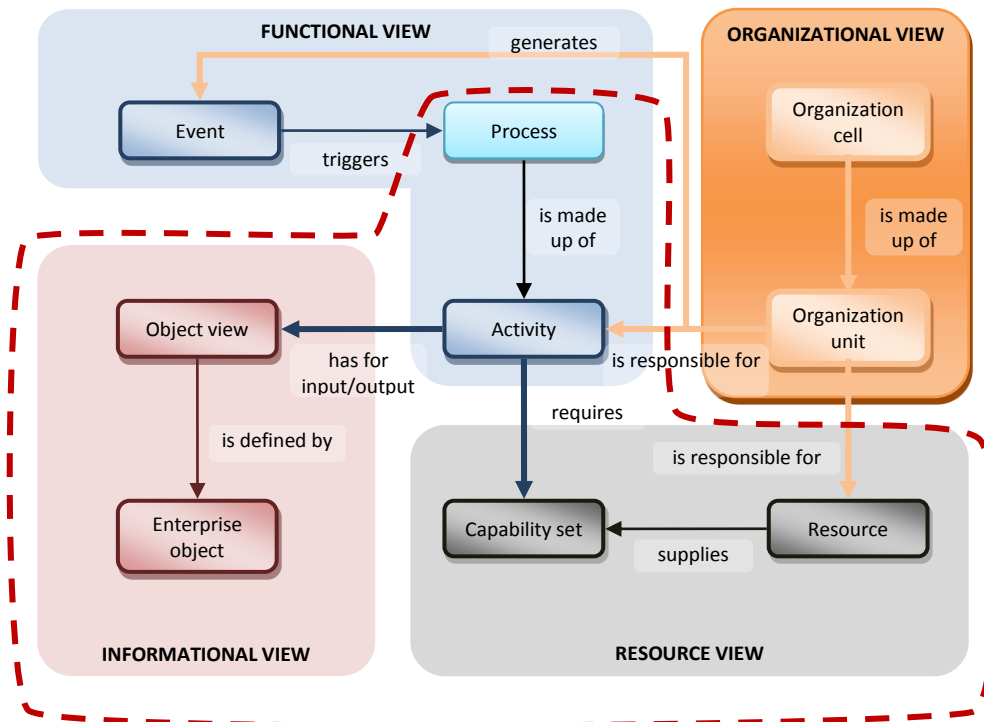 FUNCTIONAL VIEW
generates
ORGANIZATIONAL VIEW
Event
triggers
Process
Organization
cell
is made
up of
is made
up of
Object view
has for
input/output
Activity
is responsible for
Organization
unit
requires
is defined by
is responsible for
Enterprise
object
Capability set
supplies
Resource
INFORMATIONAL VIEW
RESOURCE VIEW